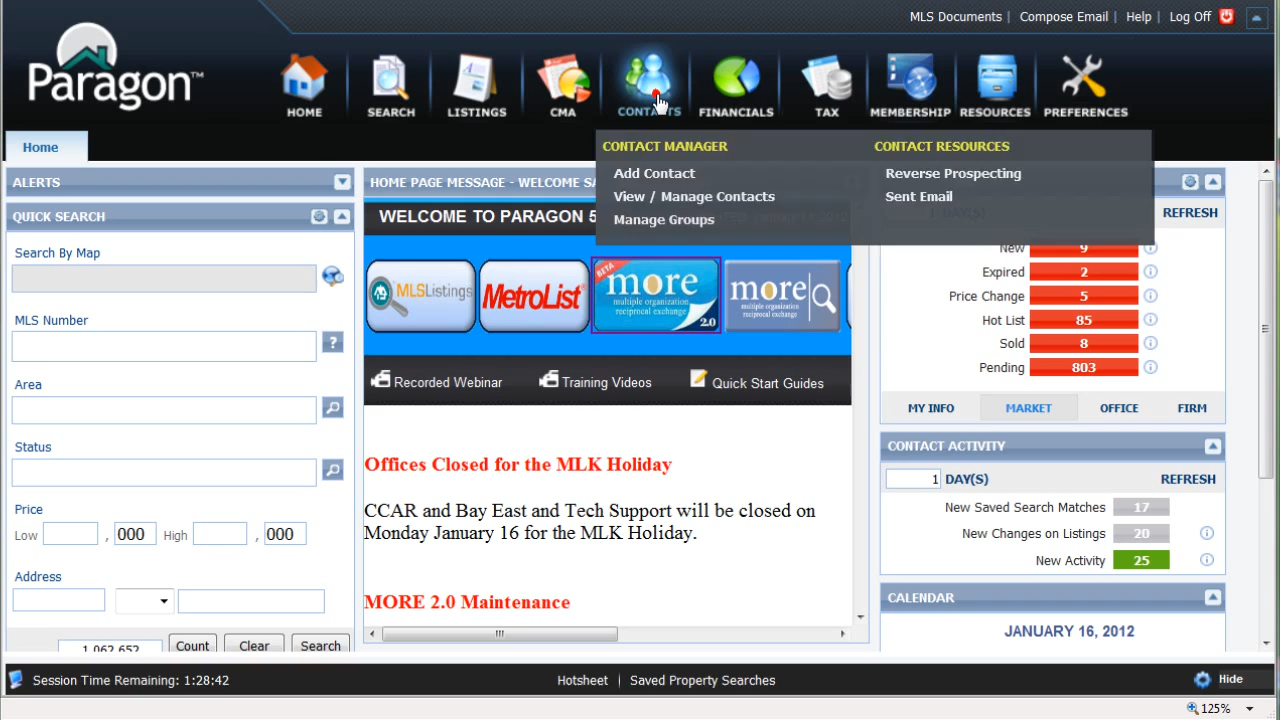 MLS Documents | Compose Email | Help | Log Off
Paragon™
HOME
SEARCH
LISTINGS
CMA
CONTACTS
FINANCIALS
TAX
MEMBERSHIP
RESOURCES
PREFERENCES
Home
CONTACT MANAGER
Add Contact
View / Manage Contacts
Manage Groups
CONTACT RESOURCES
Reverse Prospecting
Sent Email
ALERTS
QUICK SEARCH
Search By Map
MLS Number
?
Area
Status
Price
Low , 000 High , 000
Address
1,062,652 Count Clear Search
HOME PAGE MESSAGE - WELCOME SA
WELCOME TO PARAGON 5
MLSListings
MetroList
BETA
more
multiple organization
reciprocal exchange
2.0
more
multiple organization
reciprocal exchange
Recorded Webinar
Training Videos
Quick Start Guides
Offices Closed for the MLK Holiday
CCAR and Bay East and Tech Support will be closed on
Monday January 16 for the MLK Holiday.
MORE 2.0 Maintenance
REFRESH
New 9
Expired 2
Price Change 5
Hot List 85
Sold 8
Pending 803
MY INFO MARKET OFFICE FIRM
CONTACT ACTIVITY
1 DAY(S) REFRESH
New Saved Search Matches 17
New Changes on Listings 20
New Activity 25
CALENDAR
JANUARY 16, 2012
Session Time Remaining: 1:28:42
Hotsheet | Saved Property Searches
Hide
125%